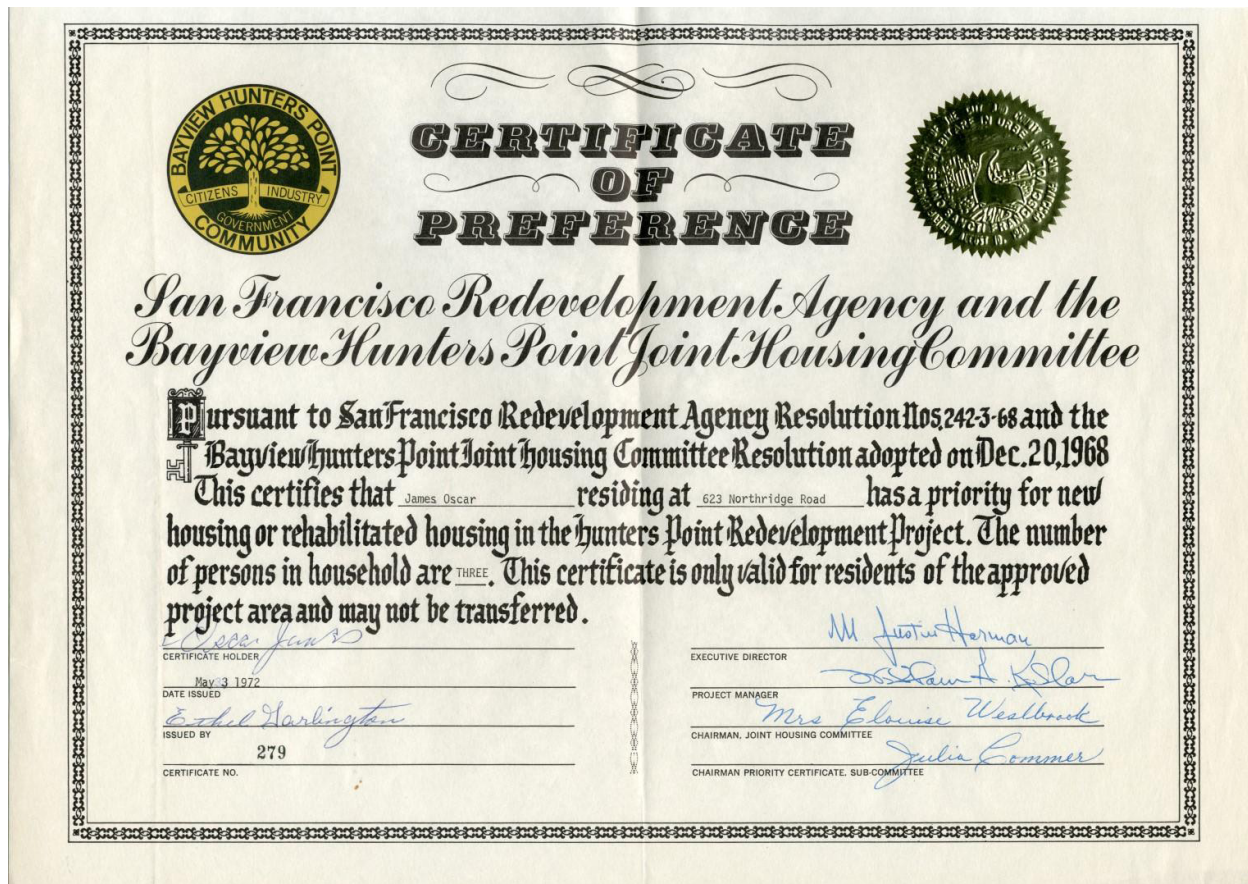 BAYVIEW HUNTERS POINT
CITIZENS INDUSTRY
GOVERNMENT
COMMUNITY
CERTIFICATE
OF
PREFERENCE
San Francisco Redevelopment Agency and the
Bayview Hunters Point Joint Housing Committee
Pursuant to San Francisco Redevelopment Agency Resolution Nos. 242-3-68 and the
Bayview Hunters Point Joint Housing Committee Resolution adopted on Dec. 20, 1968
This certifies that James Oscar residing at 623 Northridge Road has a priority for new
housing or rehabilitated housing in the Hunters Point Redevelopment Project. The number
of persons in household are THREE. This certificate is only valid for residents of the approved
project area and may not be transferred.
Oscar James
CERTIFICATE HOLDER
May 3 1972
DATE ISSUED
Ethel Garlington
ISSUED BY
279
CERTIFICATE NO.
M Justin Herman
EXECUTIVE DIRECTOR
PROJECT MANAGER
Mrs Elouise Westbrook
CHAIRMAN, JOINT HOUSING COMMITTEE
Julia Commer
CHAIRMAN PRIORITY CERTIFICATE. SUB-COMMITTEE